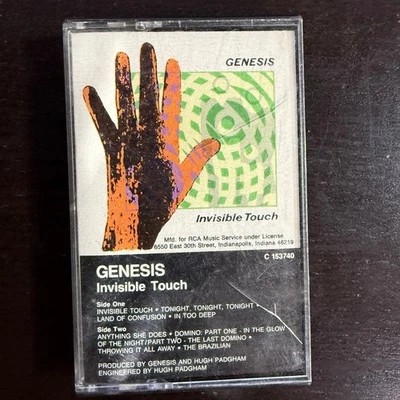 GENESIS
Invisible Touch
Mfd. for RCA Music Service under License
6550 East 30th Street, Indianapolis, Indiana 46219
C 153740
GENESIS
Invisible Touch
Side One
INVISIBLE TOUCH • TONIGHT, TONIGHT, TONIGHT •
LAND OF CONFUSION • IN TOO DEEP
Side Two
ANYTHING SHE DOES • DOMINO: PART ONE - IN THE GLOW
OF THE NIGHT/PART TWO - THE LAST DOMINO •
THROWING IT ALL AWAY • THE BRAZILIAN
PRODUCED BY GENESIS AND HUGH PADGHAM
ENGINEERED BY HUGH PADGHAM